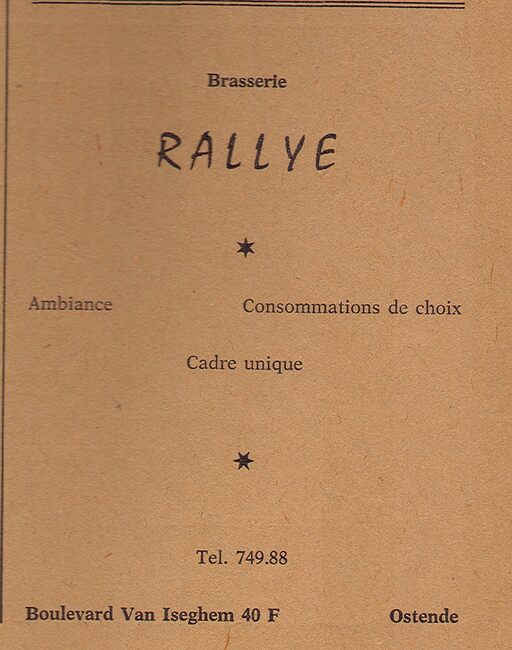 Brasserie
RALLYE
Ambiance Consommations de choix
Cadre unique
Tel. 749.88
Boulevard Van Iseghem 40 F Ostende